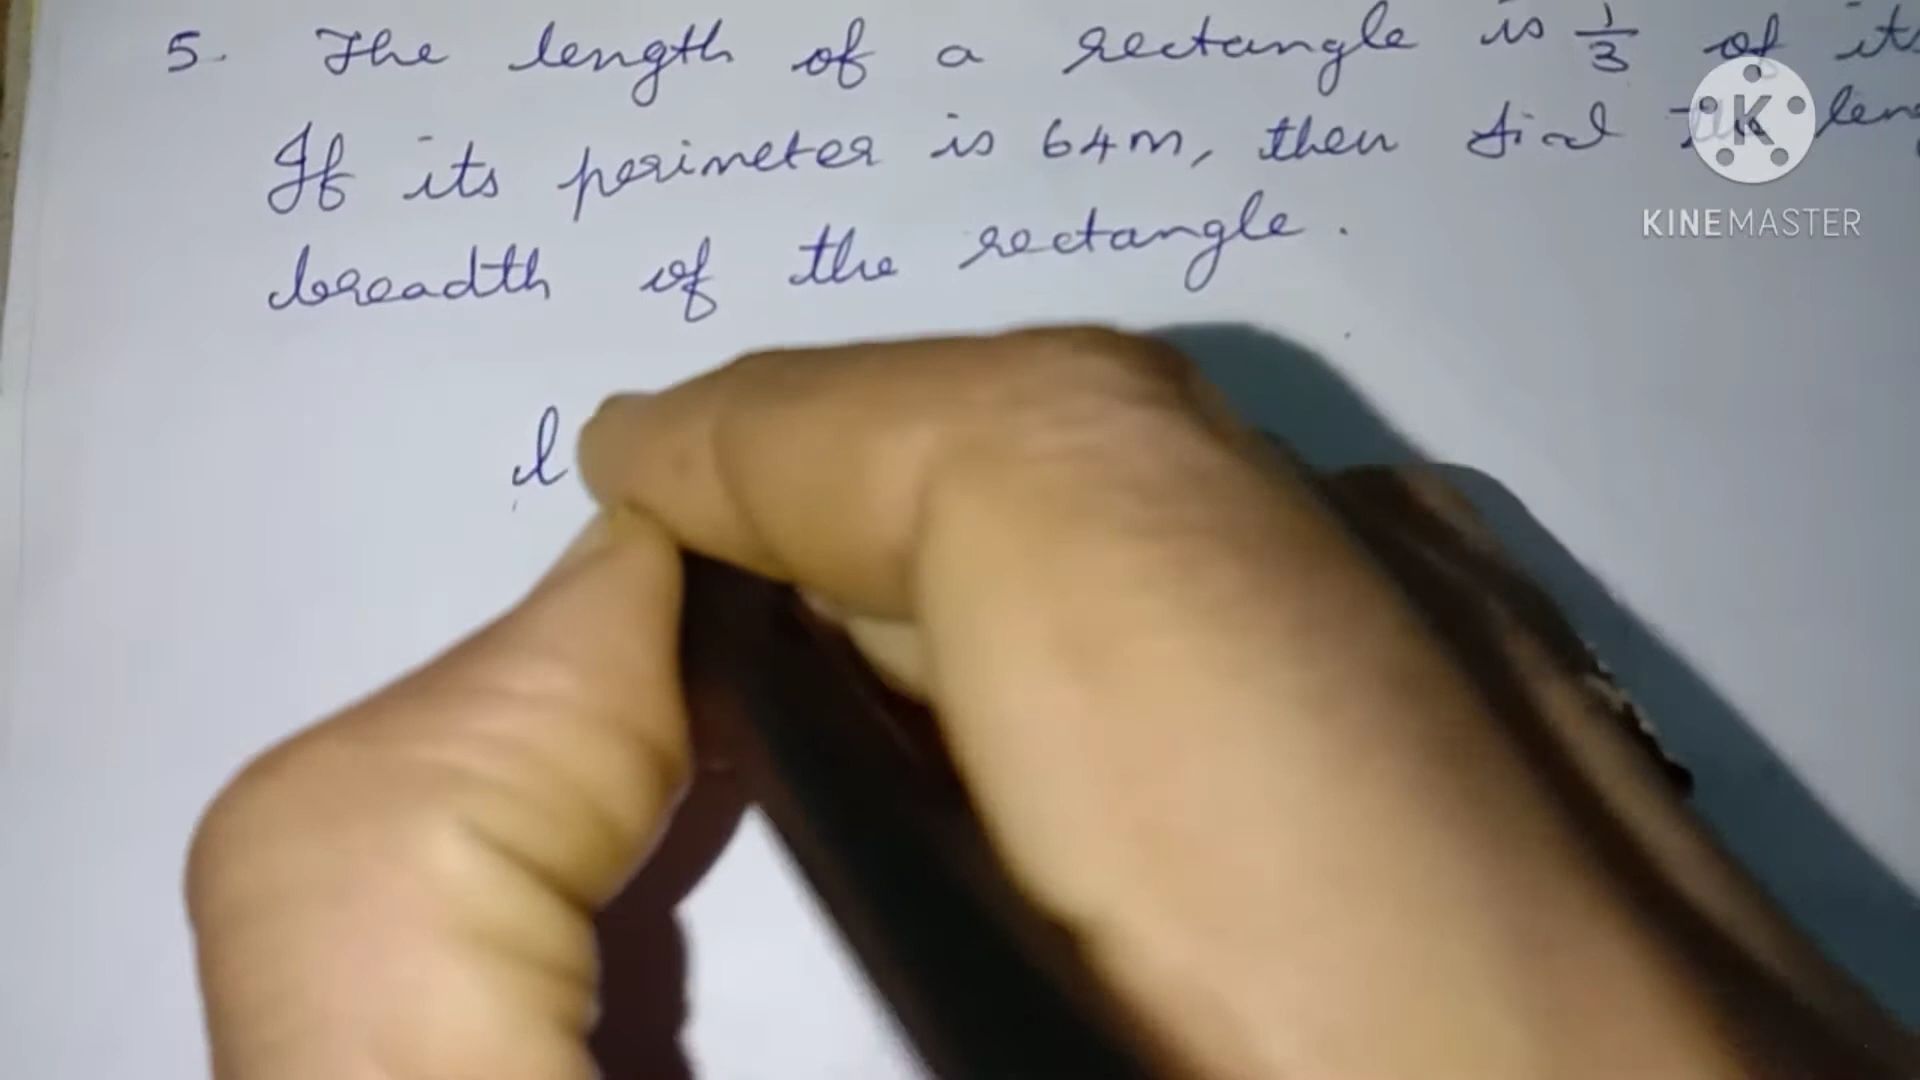 5. The length of a rectangle is 1/3 of its
If its perimeter is 64m, then find
breadth of the rectangle.
l
K
KINEMASTER